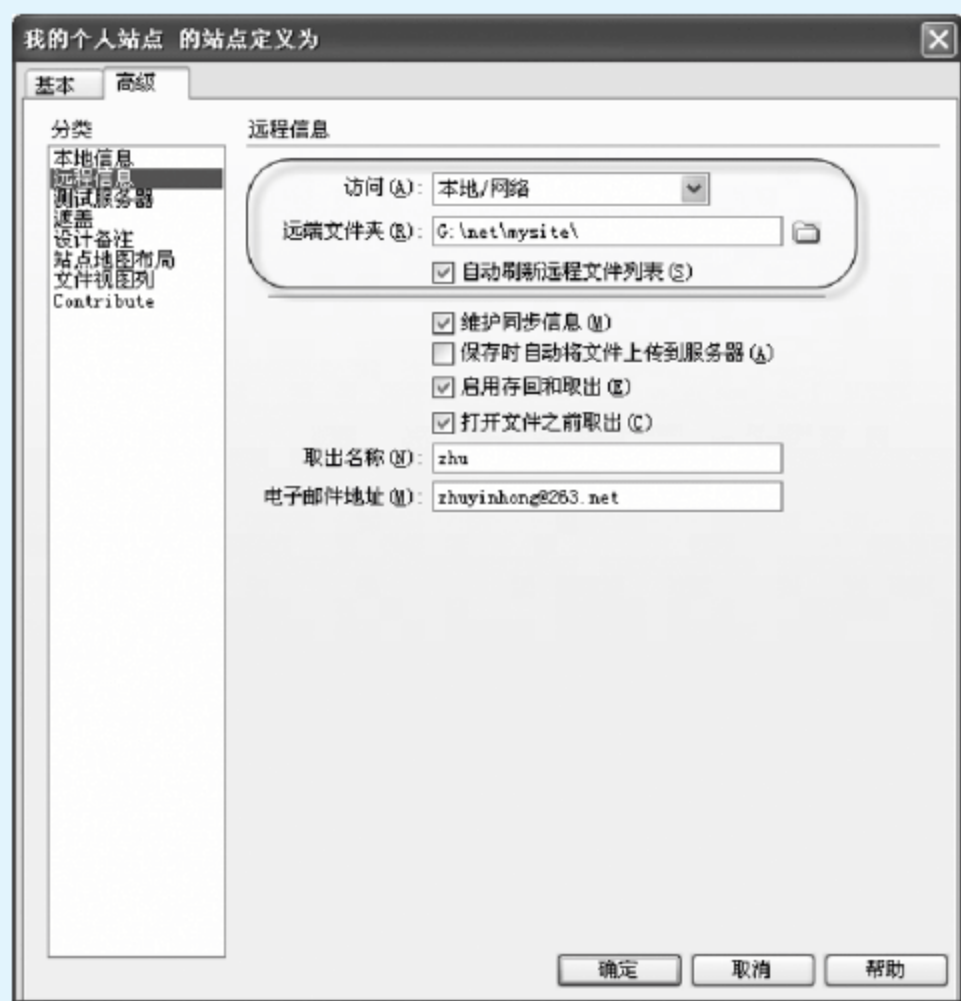 我的个人站点 的站点定义为
基本 高级
分类
本地信息
远程信息
测试服务器
遮盖
设计备注
站点地图布局
文件视图列
Contribute
远程信息
访问(A): 本地/网络
远端文件夹(R): G:\net\mysite\
自动刷新远程文件列表(S)
维护同步信息(M)
保存时自动将文件上传到服务器(A)
启用存回和取出(E)
打开文件之前取出(C)
取出名称(N): zhu
电子邮件地址(M): zhuyinhong@263.net
确定 取消 帮助